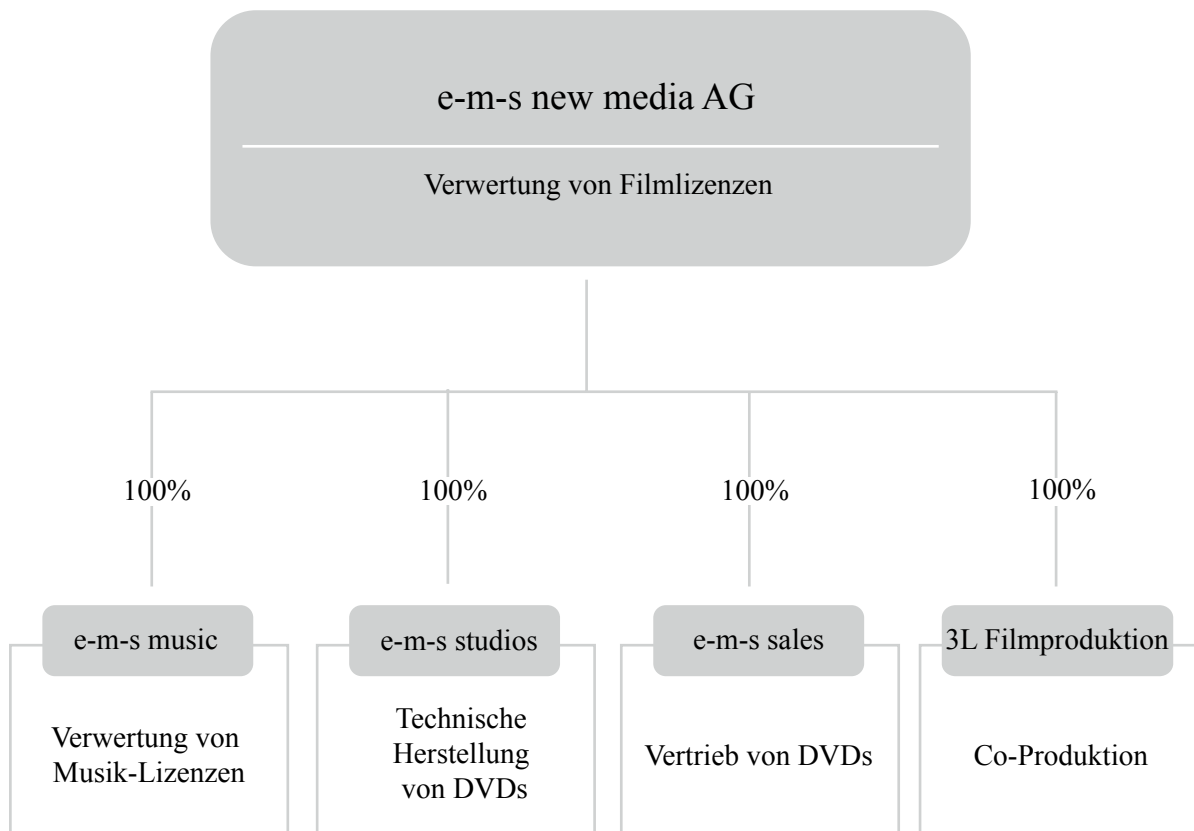 e-m-s new media AG
Verwertung von Filmlizenzen
100%
100%
100%
100%
e-m-s music
e-m-s studios
e-m-s sales
3L Filmproduktion
Verwertung von
Musik-Lizenzen
Technische
Herstellung
von DVDs
Vertrieb von DVDs
Co-Produktion